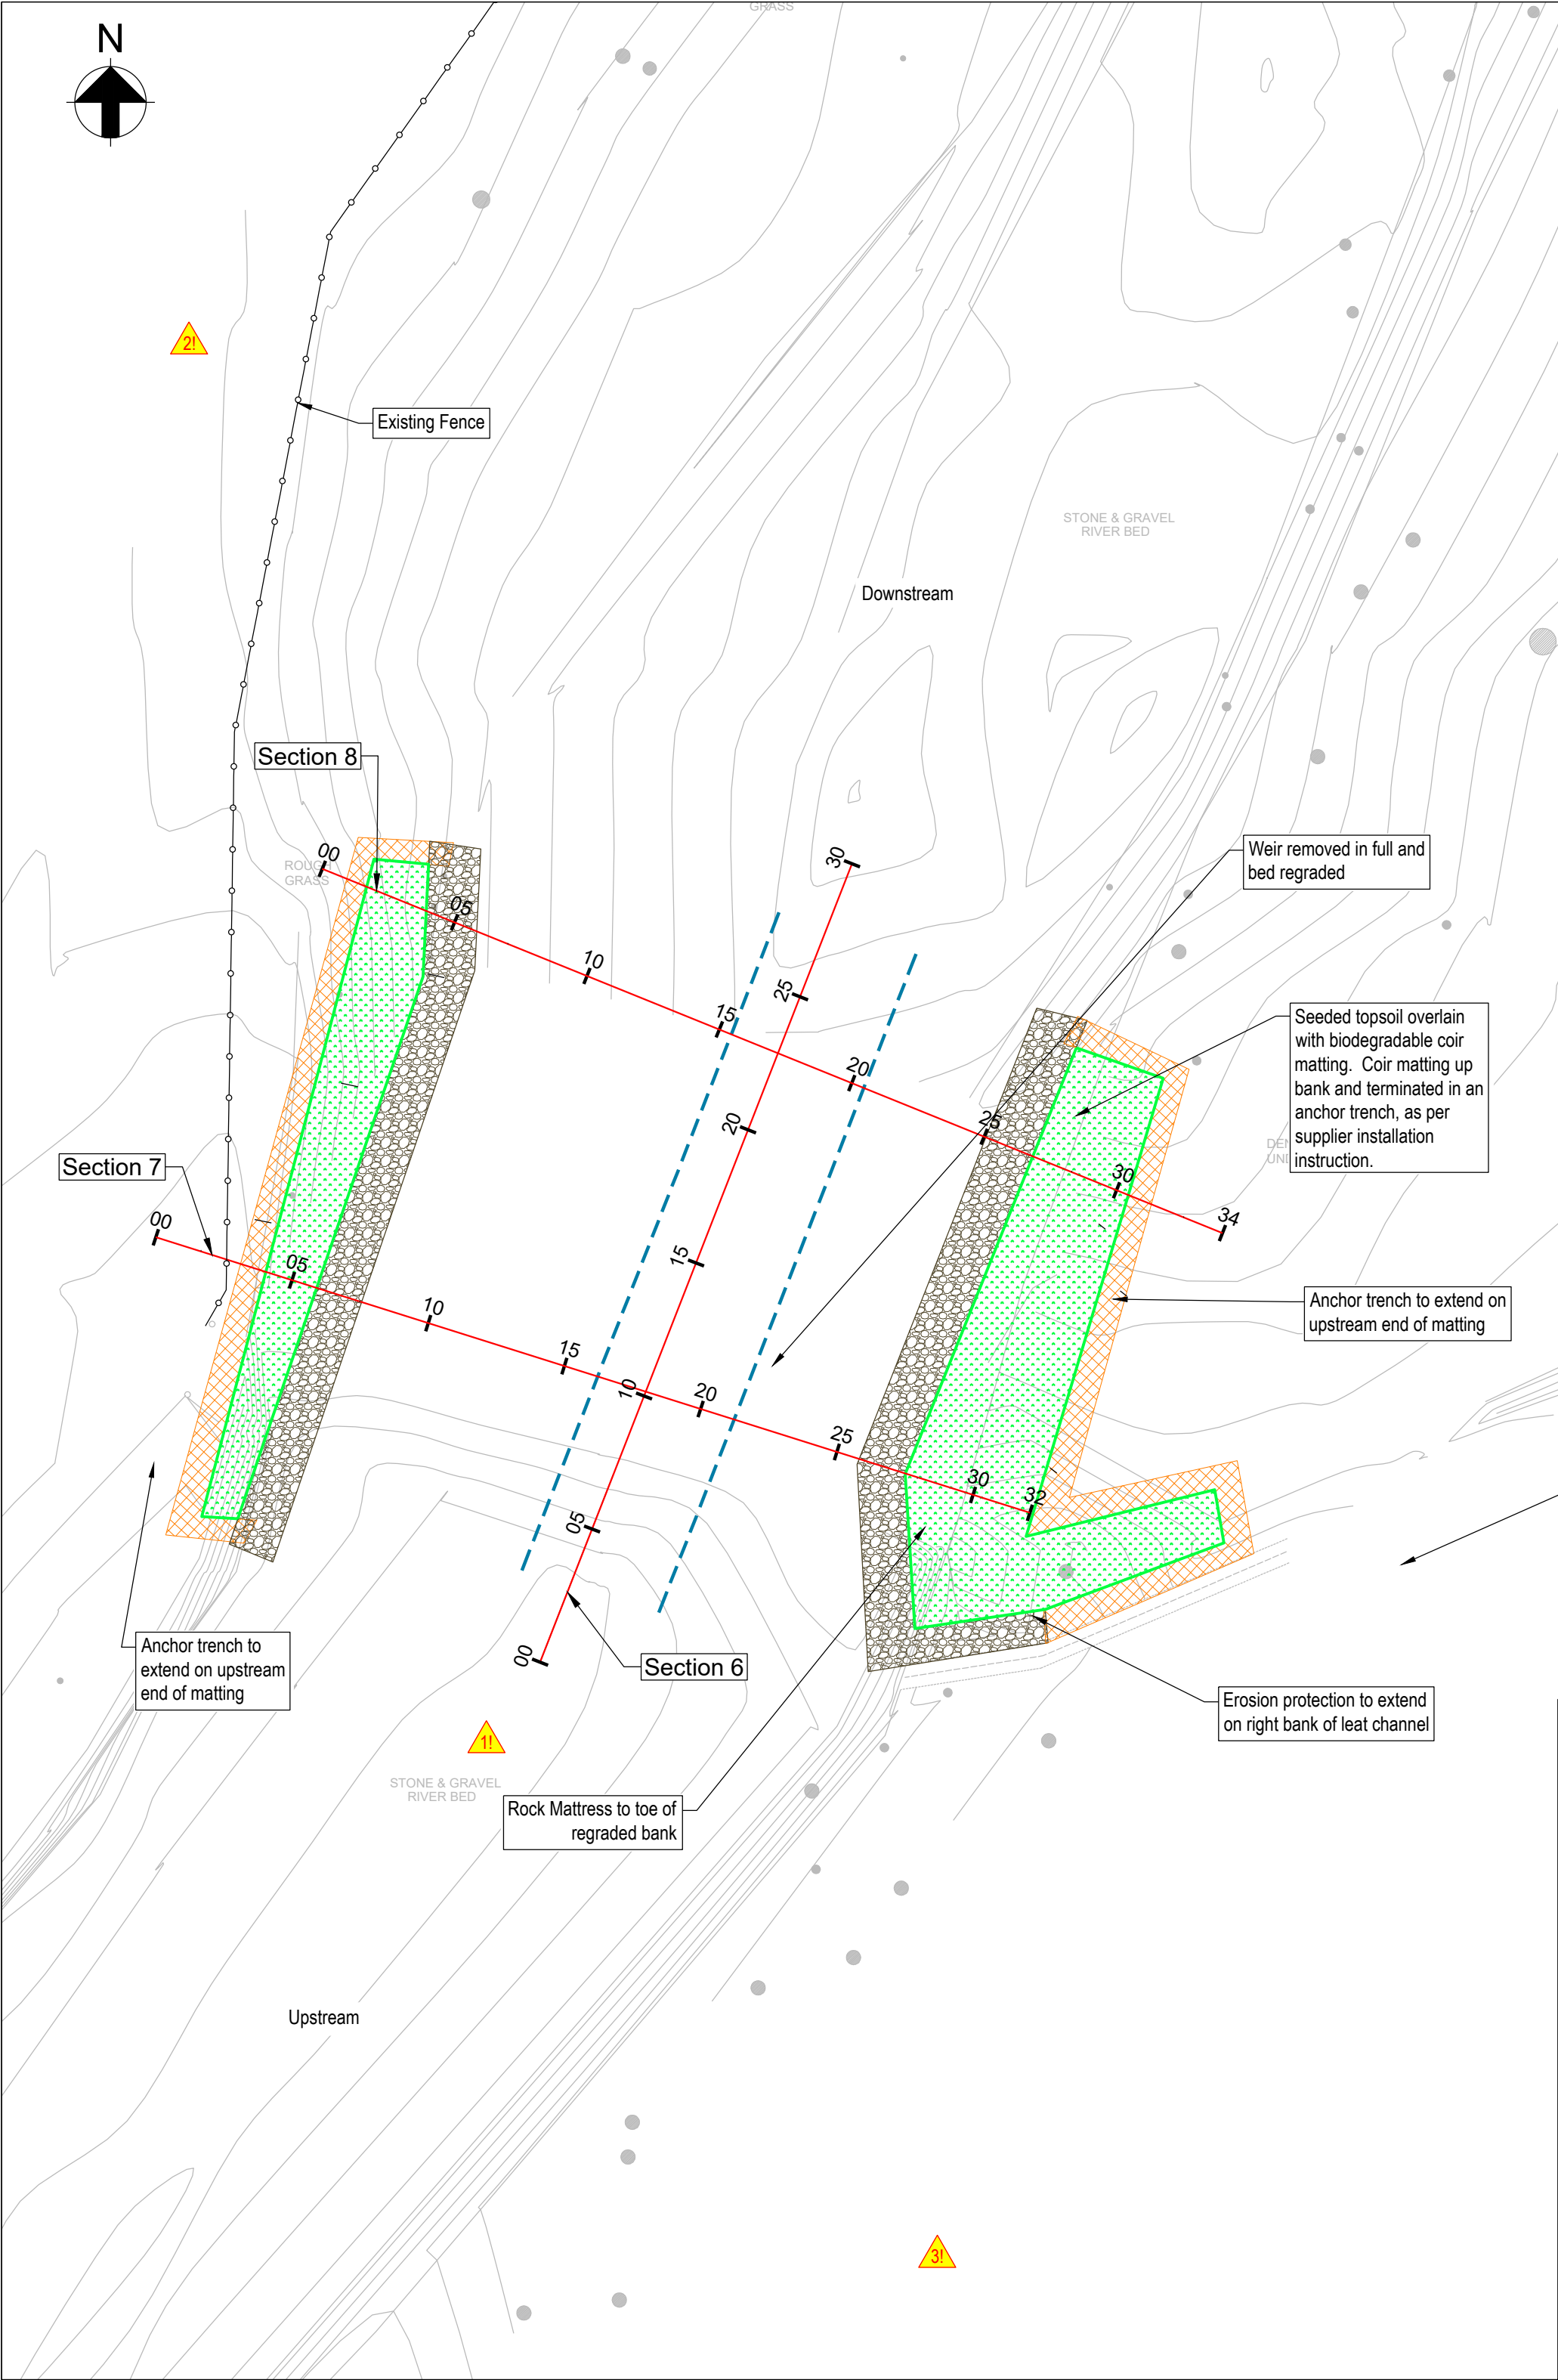 GRASS
N
2!
Existing Fence
STONE & GRAVEL
RIVER BED
Downstream
Section 8
00
ROUGH
GRASS
05
10
15
20
25
30
34
30
25
20
15
10
05
00
Weir removed in full and
bed regraded
Seeded topsoil overlain
with biodegradable coir
matting. Coir matting up
bank and terminated in an
anchor trench, as per
supplier installation
instruction.
DEN
UND
Section 7
00
05
10
15
20
25
30
32
Anchor trench to extend on
upstream end of matting
Anchor trench to
extend on upstream
end of matting
Section 6
Erosion protection to extend
on right bank of leat channel
1!
STONE & GRAVEL
RIVER BED
Rock Mattress to toe of
regraded bank
Upstream
3!